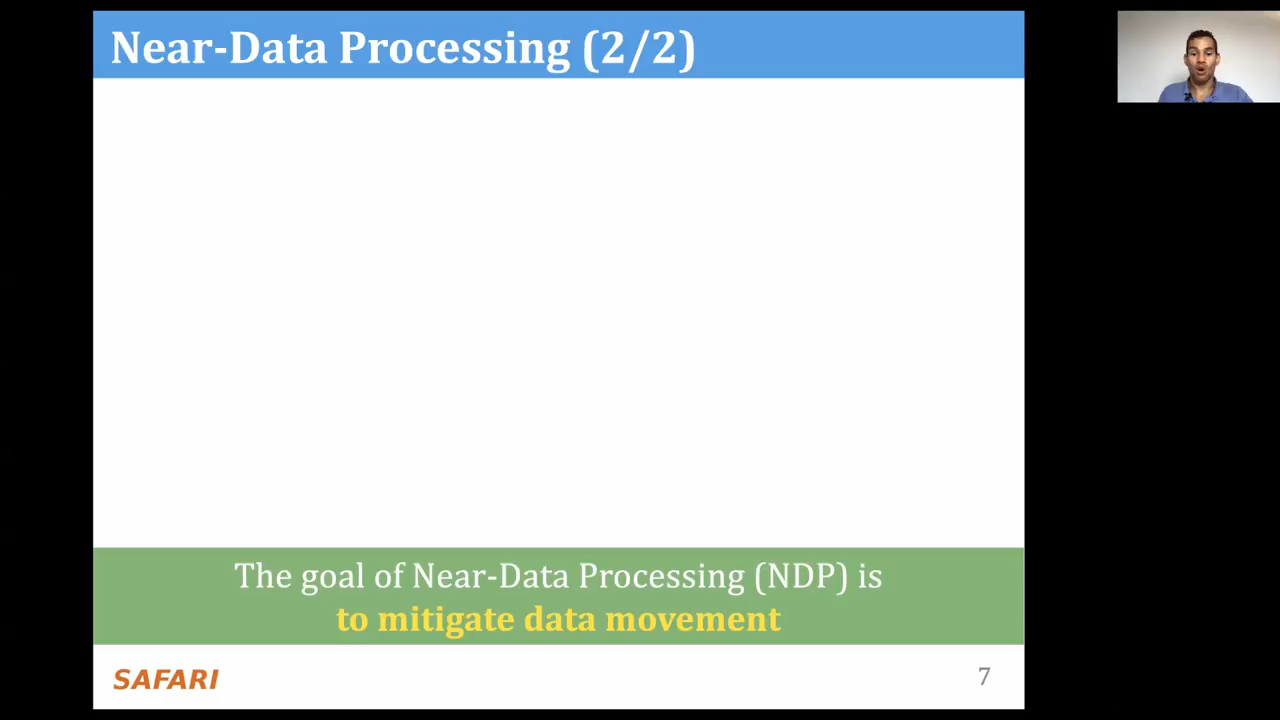 Near-Data Processing (2/2)
The goal of Near-Data Processing (NDP) is
to mitigate data movement
SAFARI
7